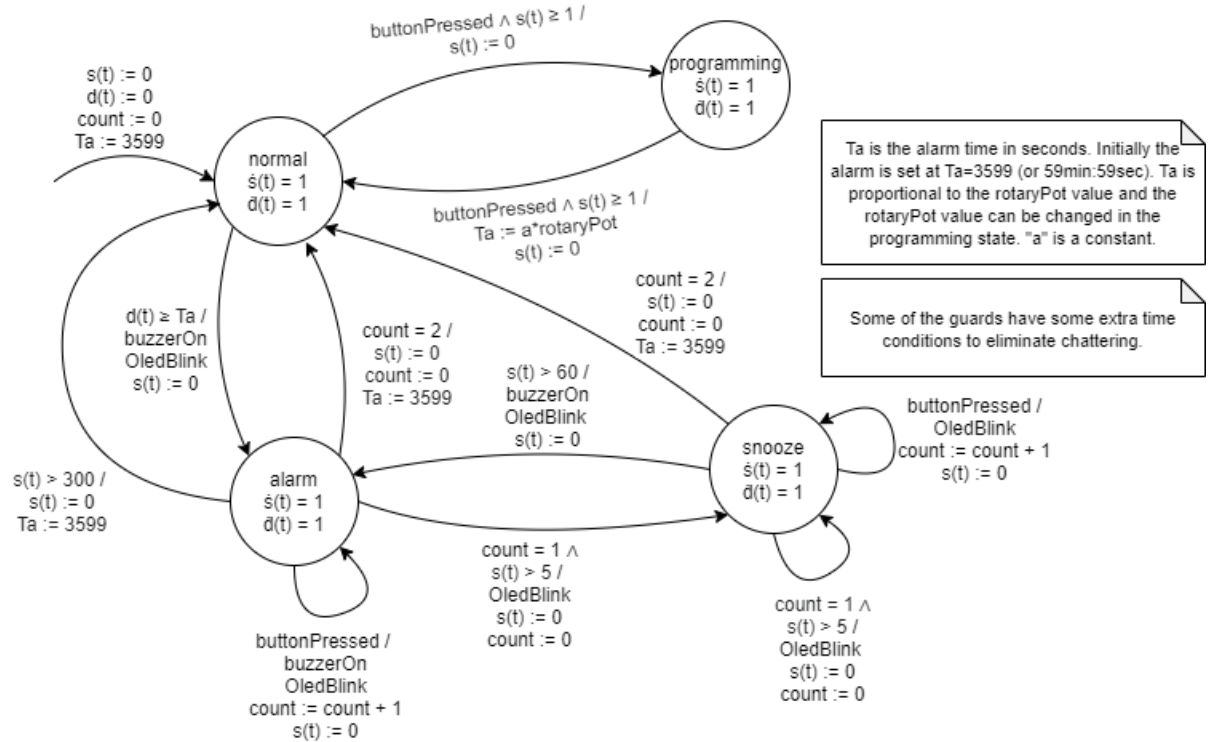 buttonPressed ∧ s(t) ≥ 1 /
s(t) := 0
s(t) := 0
d(t) := 0
count := 0
Ta := 3599
programming
ṡ(t) = 1
ḋ(t) = 1
normal
ṡ(t) = 1
ḋ(t) = 1
Ta is the alarm time in seconds. Initially the
alarm is set at Ta=3599 (or 59min:59sec). Ta is
proportional to the rotaryPot value and the
rotaryPot value can be changed in the
programming state. "a" is a constant.
buttonPressed ∧ s(t) ≥ 1 /
Ta := a*rotaryPot
s(t) := 0
Some of the guards have some extra time
conditions to eliminate chattering.
d(t) ≥ Ta /
buzzerOn
OledBlink
s(t) := 0
count = 2 /
s(t) := 0
count := 0
Ta := 3599
count = 2 /
s(t) := 0
count := 0
Ta := 3599
s(t) > 60 /
buzzerOn
OledBlink
s(t) := 0
buttonPressed /
OledBlink
count := count + 1
s(t) := 0
snooze
ṡ(t) = 1
ḋ(t) = 1
s(t) > 300 /
s(t) := 0
Ta := 3599
alarm
ṡ(t) = 1
ḋ(t) = 1
count = 1 ∧
s(t) > 5 /
OledBlink
s(t) := 0
count := 0
count = 1 ∧
s(t) > 5 /
OledBlink
s(t) := 0
count := 0
buttonPressed /
buzzerOn
OledBlink
count := count + 1
s(t) := 0